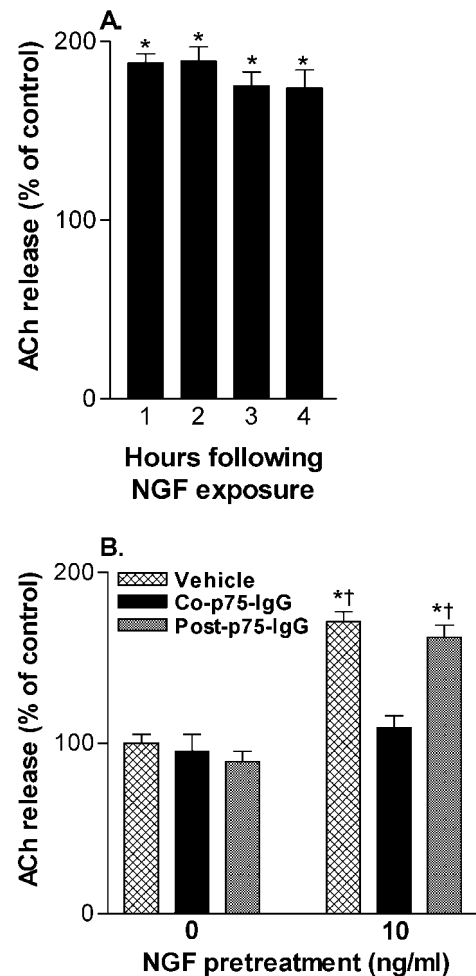 A.
ACh release (% of control)
200
100
0
* * * *
1 2 3 4
Hours following
NGF exposure
B.
ACh release (% of control)
200
100
0
Vehicle
Co-p75-IgG
Post-p75-IgG
*† *†
0 10
NGF pretreatment (ng/ml)